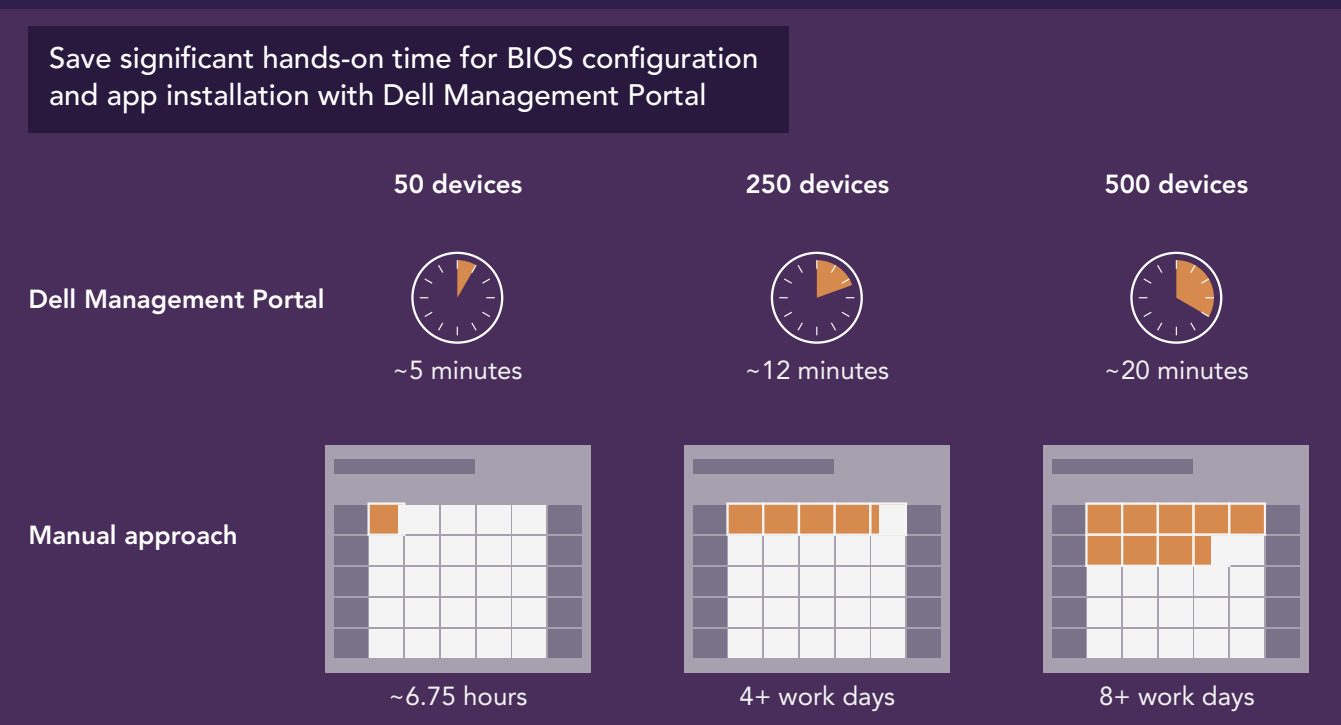 Save significant hands-on time for BIOS configuration
and app installation with Dell Management Portal
50 devices
250 devices
500 devices
Dell Management Portal
~5 minutes
~12 minutes
~20 minutes
Manual approach
~6.75 hours
4+ work days
8+ work days